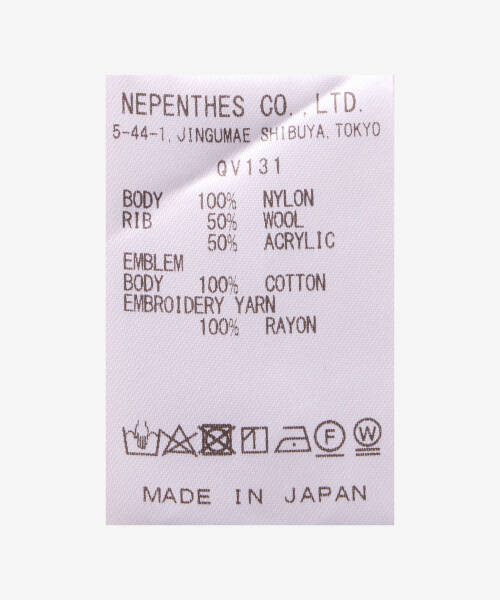 NEPENTHES CO.,LTD.
5-44-1, JINGUMAE SHIBUYA, TOKYO
QV131
BODY 100% NYLON
RIB 50% WOOL
50% ACRYLIC
EMBLEM
BODY 100% COTTON
EMBROIDERY YARN
100% RAYON
F W
MADE IN JAPAN